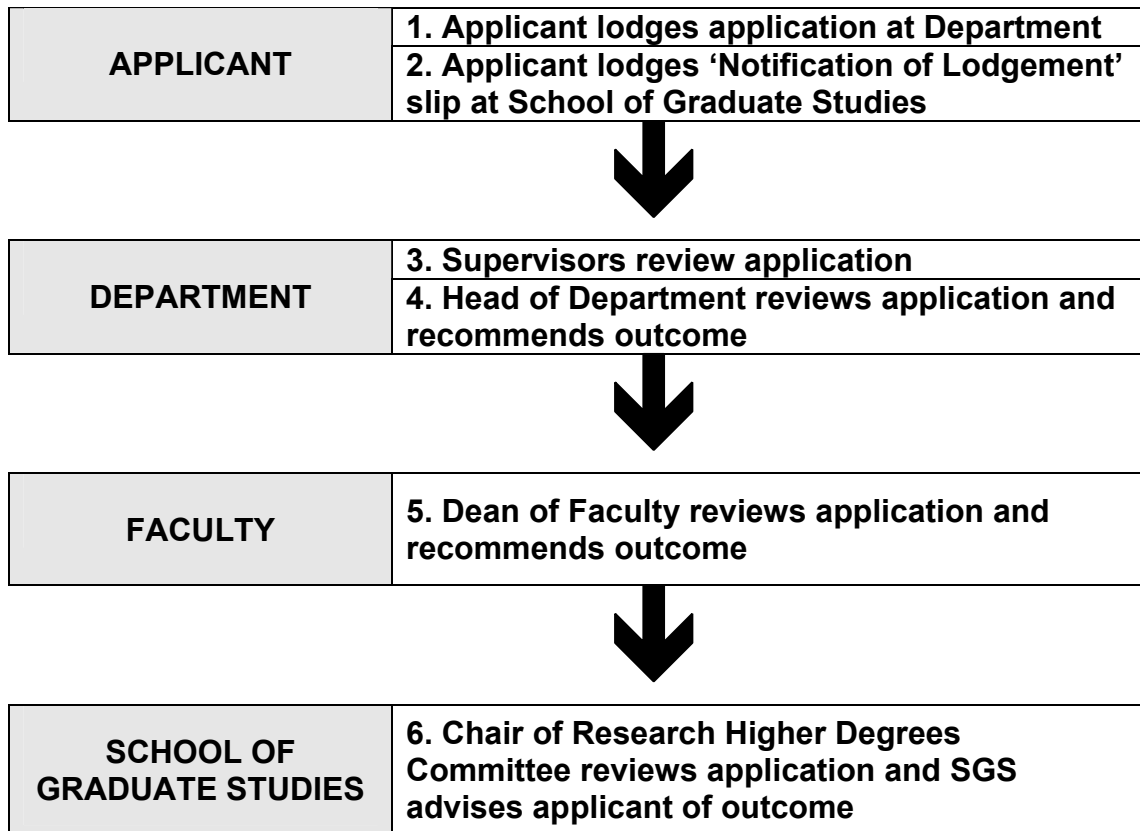 APPLICANT
1. Applicant lodges application at Department
2. Applicant lodges ‘Notification of Lodgement’
slip at School of Graduate Studies
DEPARTMENT
3. Supervisors review application
4. Head of Department reviews application and
recommends outcome
FACULTY
5. Dean of Faculty reviews application and
recommends outcome
SCHOOL OF
GRADUATE STUDIES
6. Chair of Research Higher Degrees
Committee reviews application and SGS
advises applicant of outcome